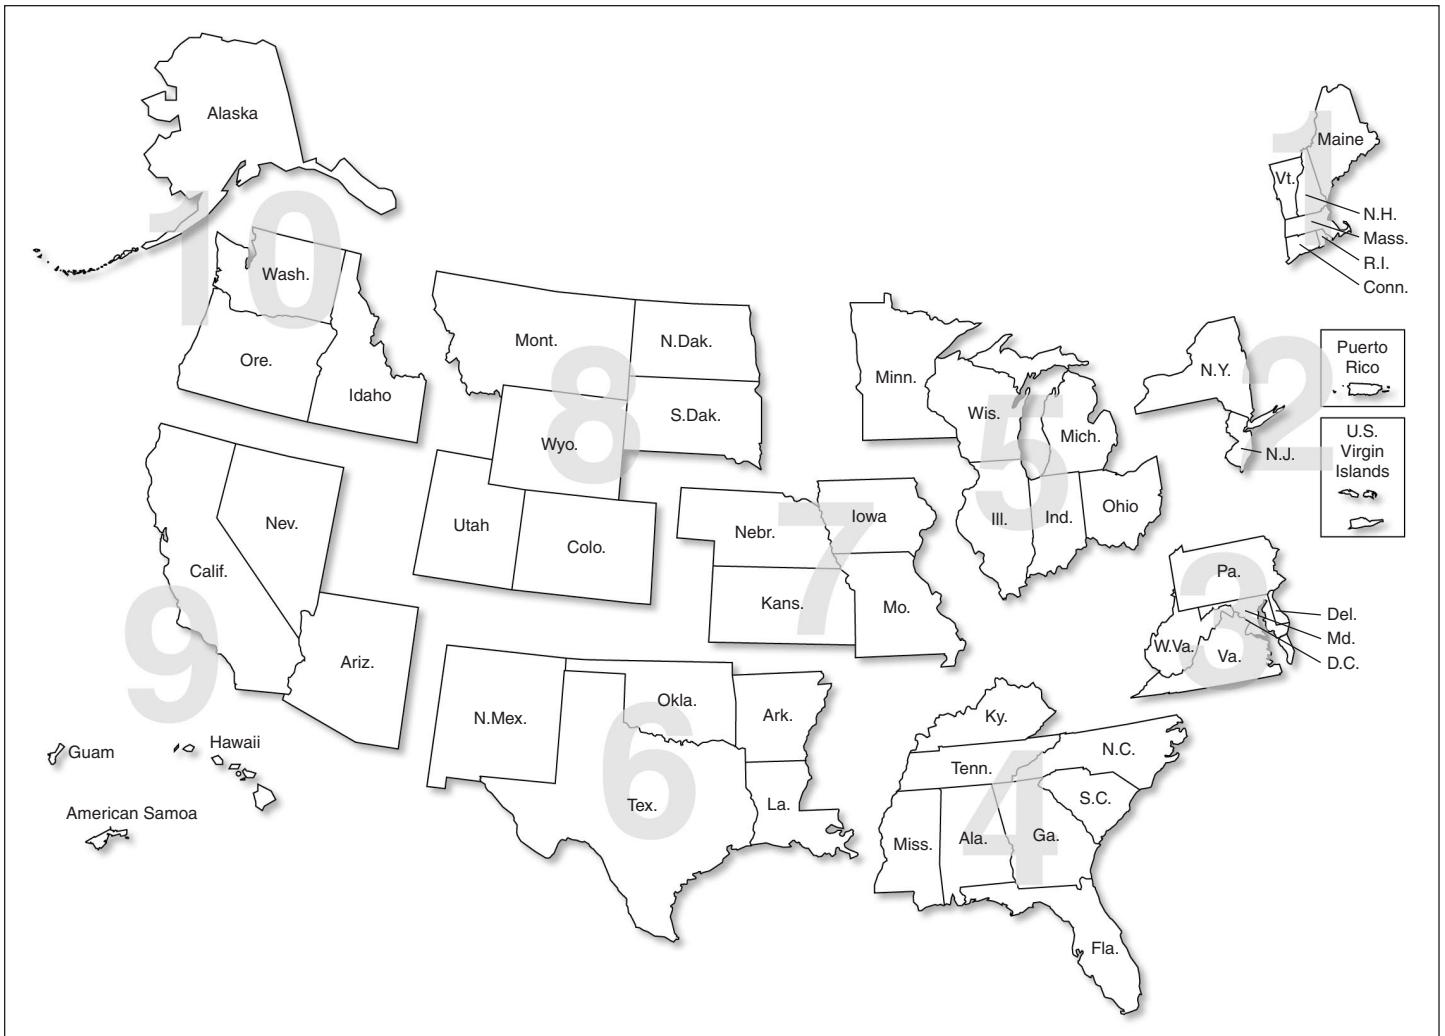 Alaska
10
Wash.
Ore.
Idaho
1
Maine
Vt.
N.H.
Mass.
R.I.
Conn.
8
Mont.
N.Dak.
S.Dak.
Wyo.
Utah
Colo.
5
Minn.
Wis.
Mich.
Ill.
Ind.
Ohio
2
N.Y.
N.J.
Puerto
Rico
U.S.
Virgin
Islands
9
Nev.
Calif.
Ariz.
Guam
Hawaii
American Samoa
7
Nebr.
Iowa
Kans.
Mo.
3
Pa.
Del.
Md.
D.C.
W.Va.
Va.
6
N.Mex.
Okla.
Ark.
Tex.
La.
4
Ky.
Tenn.
N.C.
S.C.
Miss.
Ala.
Ga.
Fla.